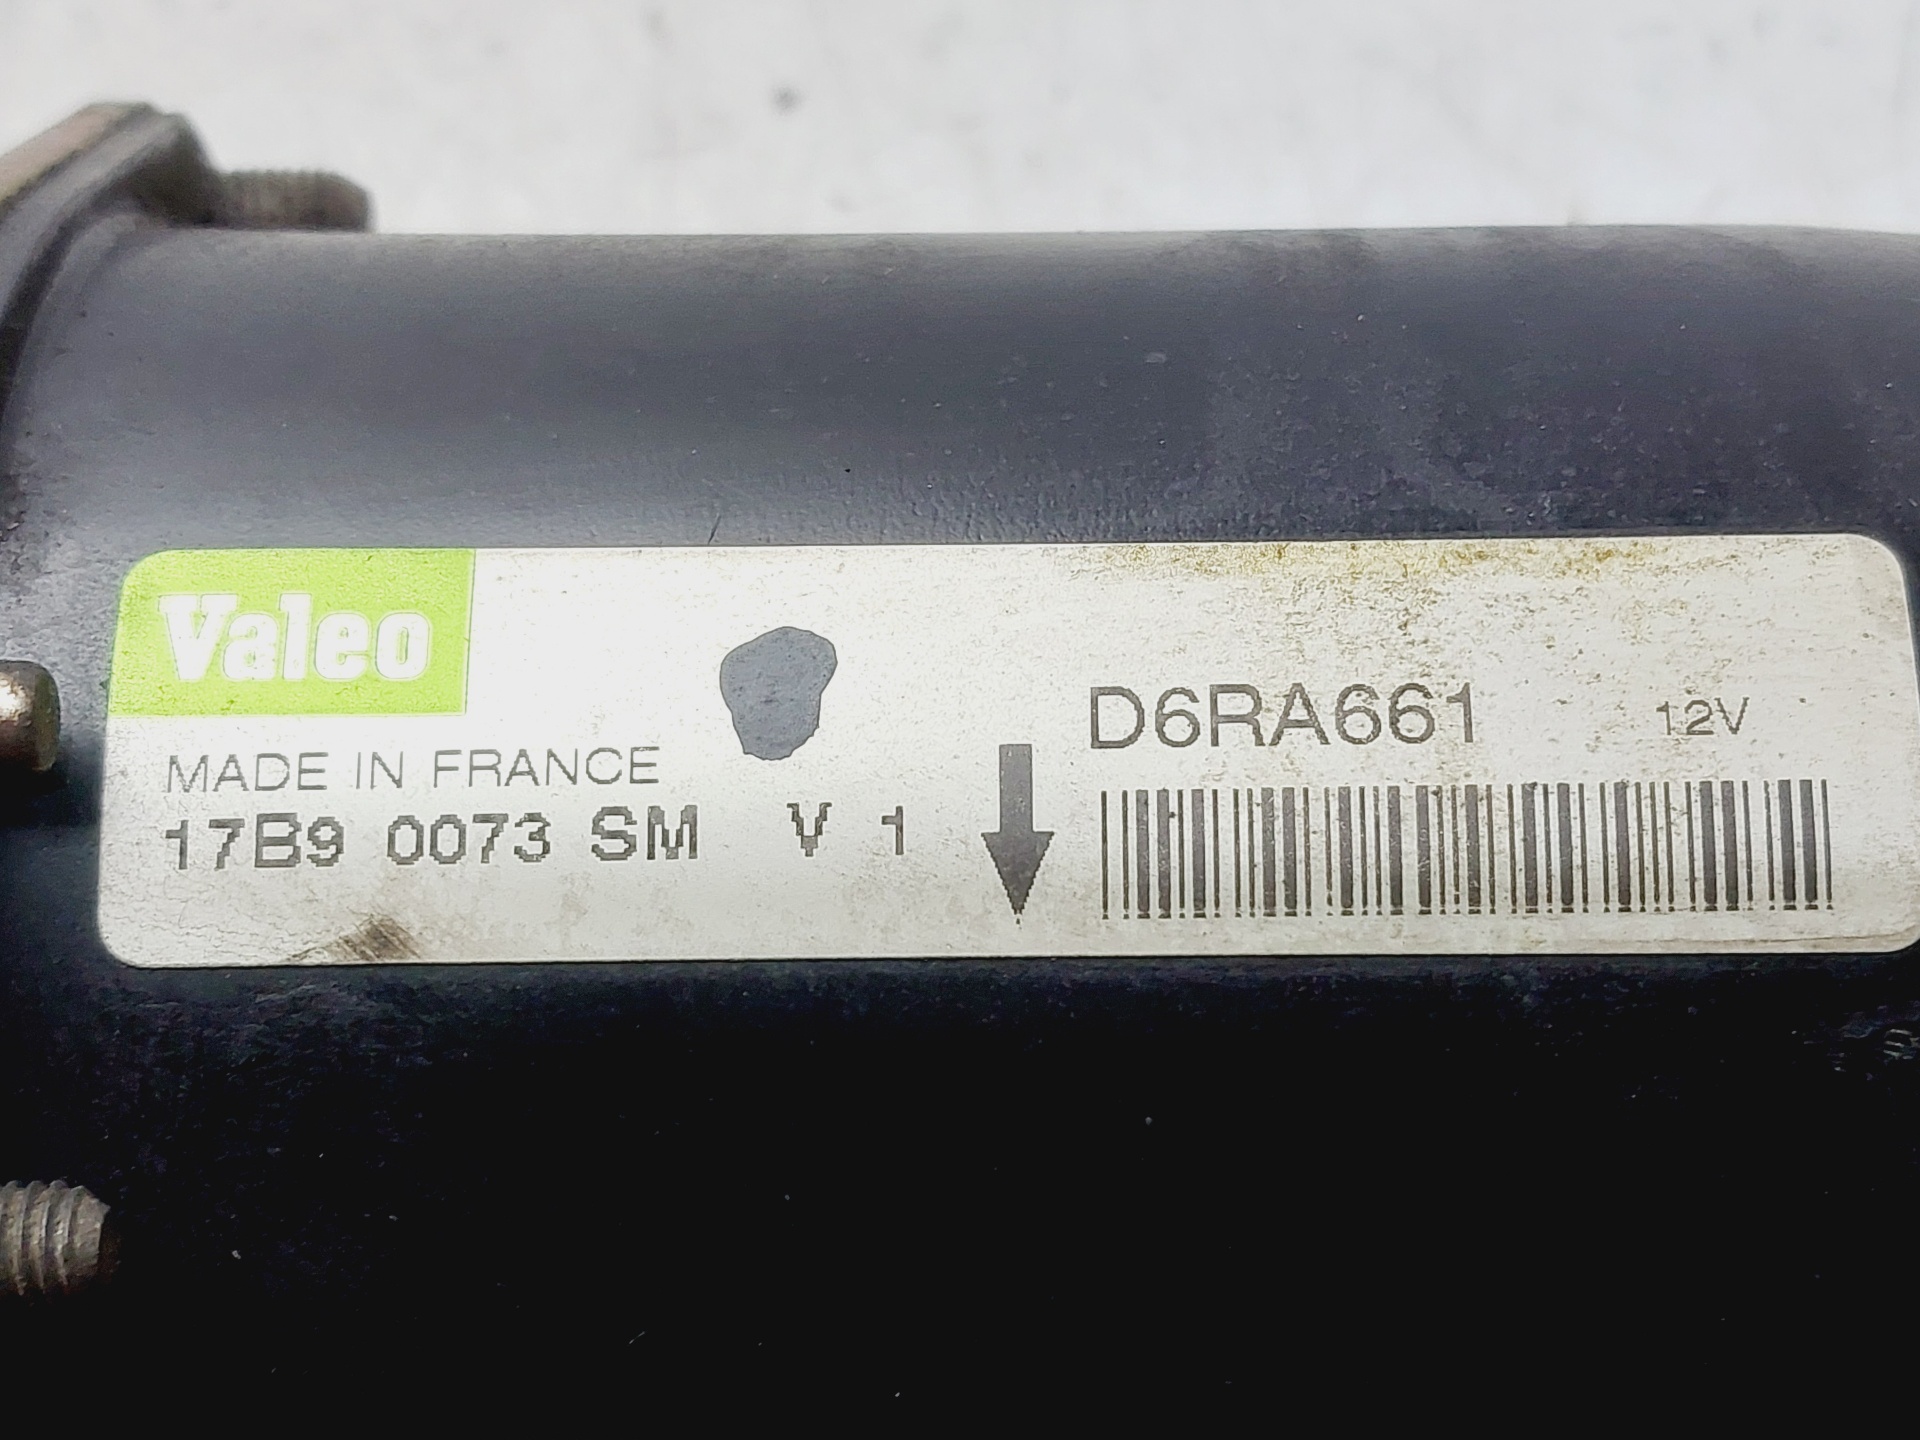 Valeo
MADE IN FRANCE
17B9 0073 SM V 1
D6RA661 12V